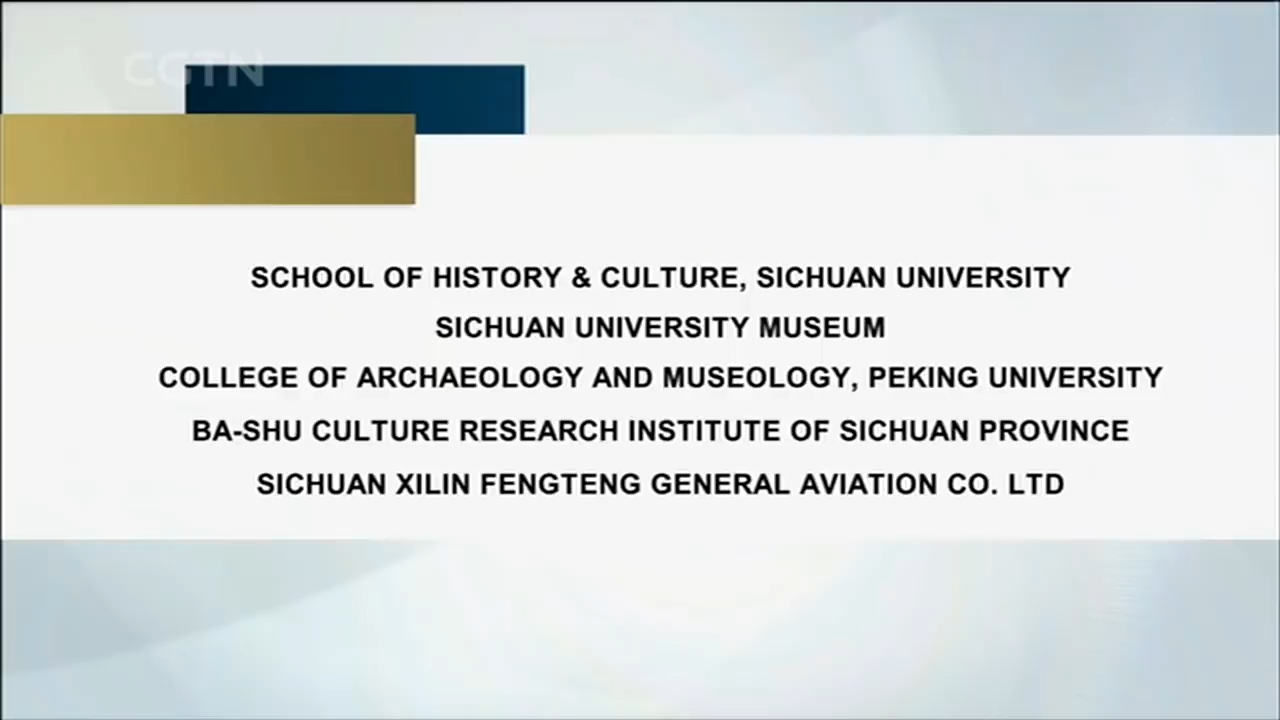 CGTN
SCHOOL OF HISTORY & CULTURE, SICHUAN UNIVERSITY
SICHUAN UNIVERSITY MUSEUM
COLLEGE OF ARCHAEOLOGY AND MUSEOLOGY, PEKING UNIVERSITY
BA-SHU CULTURE RESEARCH INSTITUTE OF SICHUAN PROVINCE
SICHUAN XILIN FENGTENG GENERAL AVIATION CO. LTD